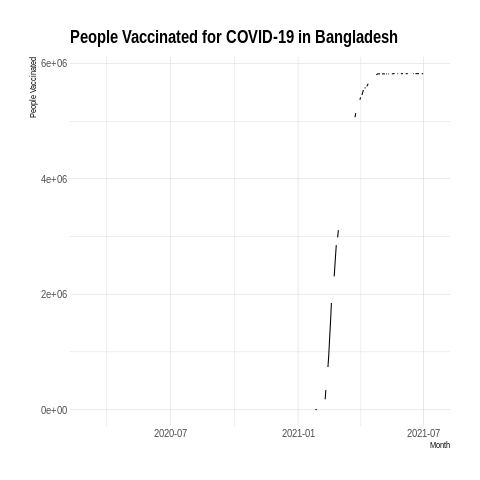 People Vaccinated for COVID-19 in Bangladesh
People Vaccinated
6e+06
4e+06
2e+06
0e+00
2020-07
2021-01
2021-07
Month